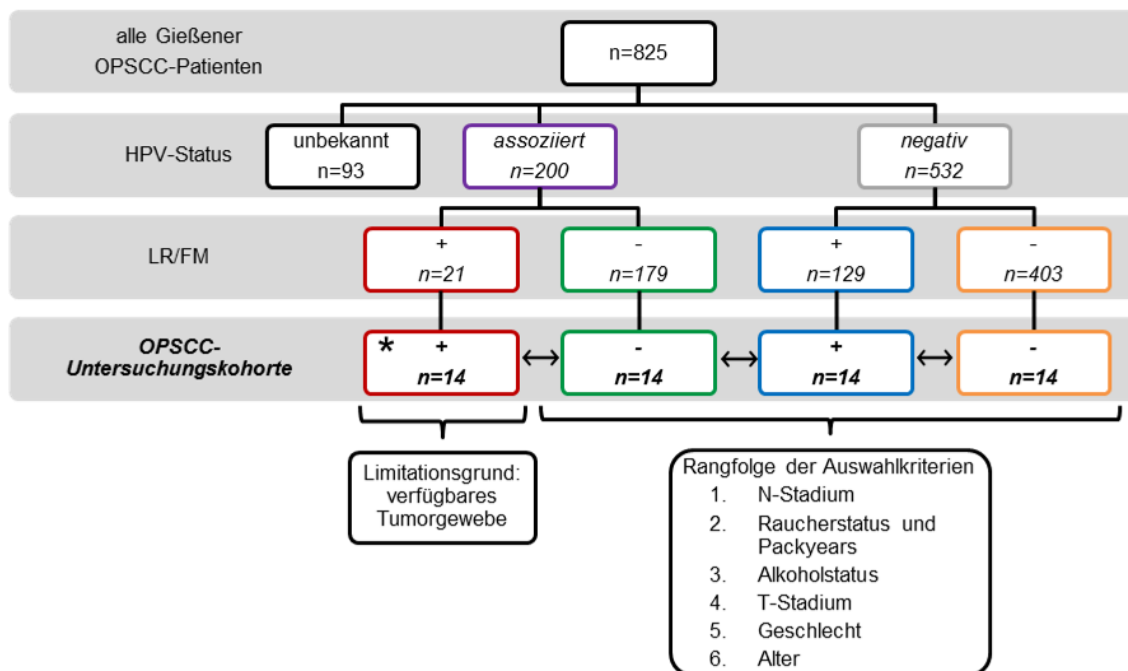 alle Gießener
OPSCC-Patienten
n=825
HPV-Status
unbekannt
n=93
assoziiert
n=200
negativ
n=532
LR/FM
+
n=21
-
n=179
+
n=129
-
n=403
OPSCC-
Untersuchungskohorte
* +
n=14
-
n=14
+
n=14
-
n=14
Limitationsgrund:
verfügbares
Tumorgewebe
Rangfolge der Auswahlkriterien
1. N-Stadium
2. Raucherstatus und
Packyears
3. Alkoholstatus
4. T-Stadium
5. Geschlecht
6. Alter